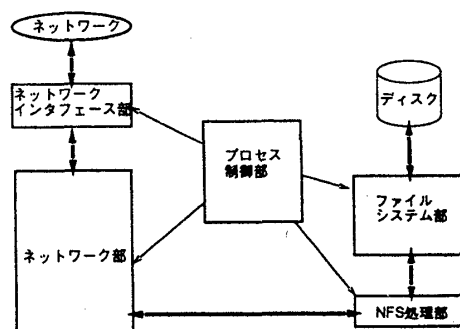 ネットワーク
ネットワーク
インタフェース部
ディスク
プロセス
制御部
ファイル
システム部
ネットワーク部
NFS処理部